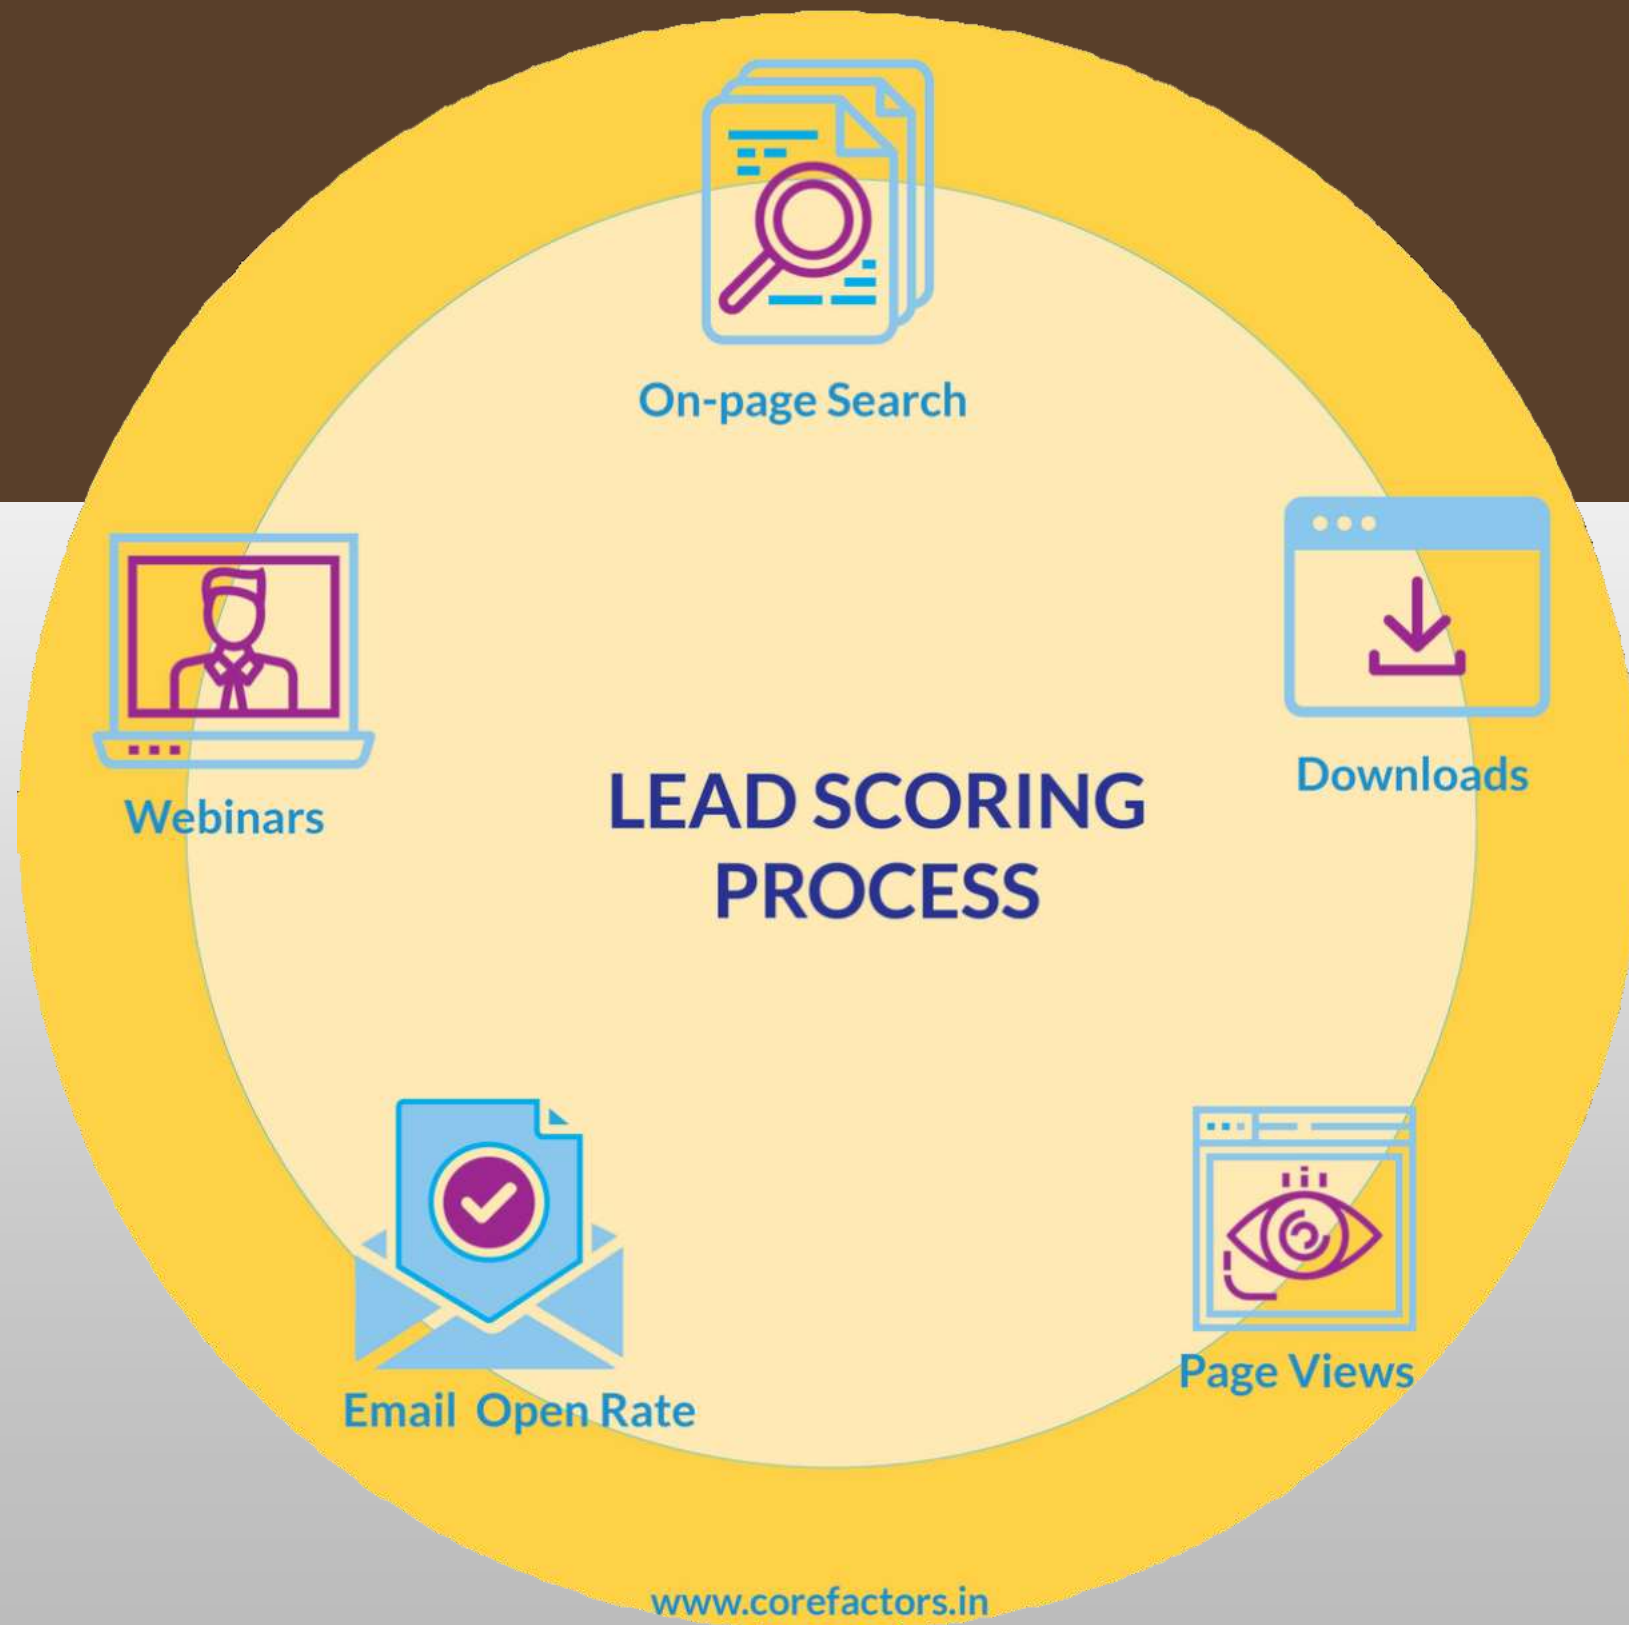 On-page Search
Downloads
Webinars
LEAD SCORING
PROCESS
Page Views
Email Open Rate
www.corefactors.in